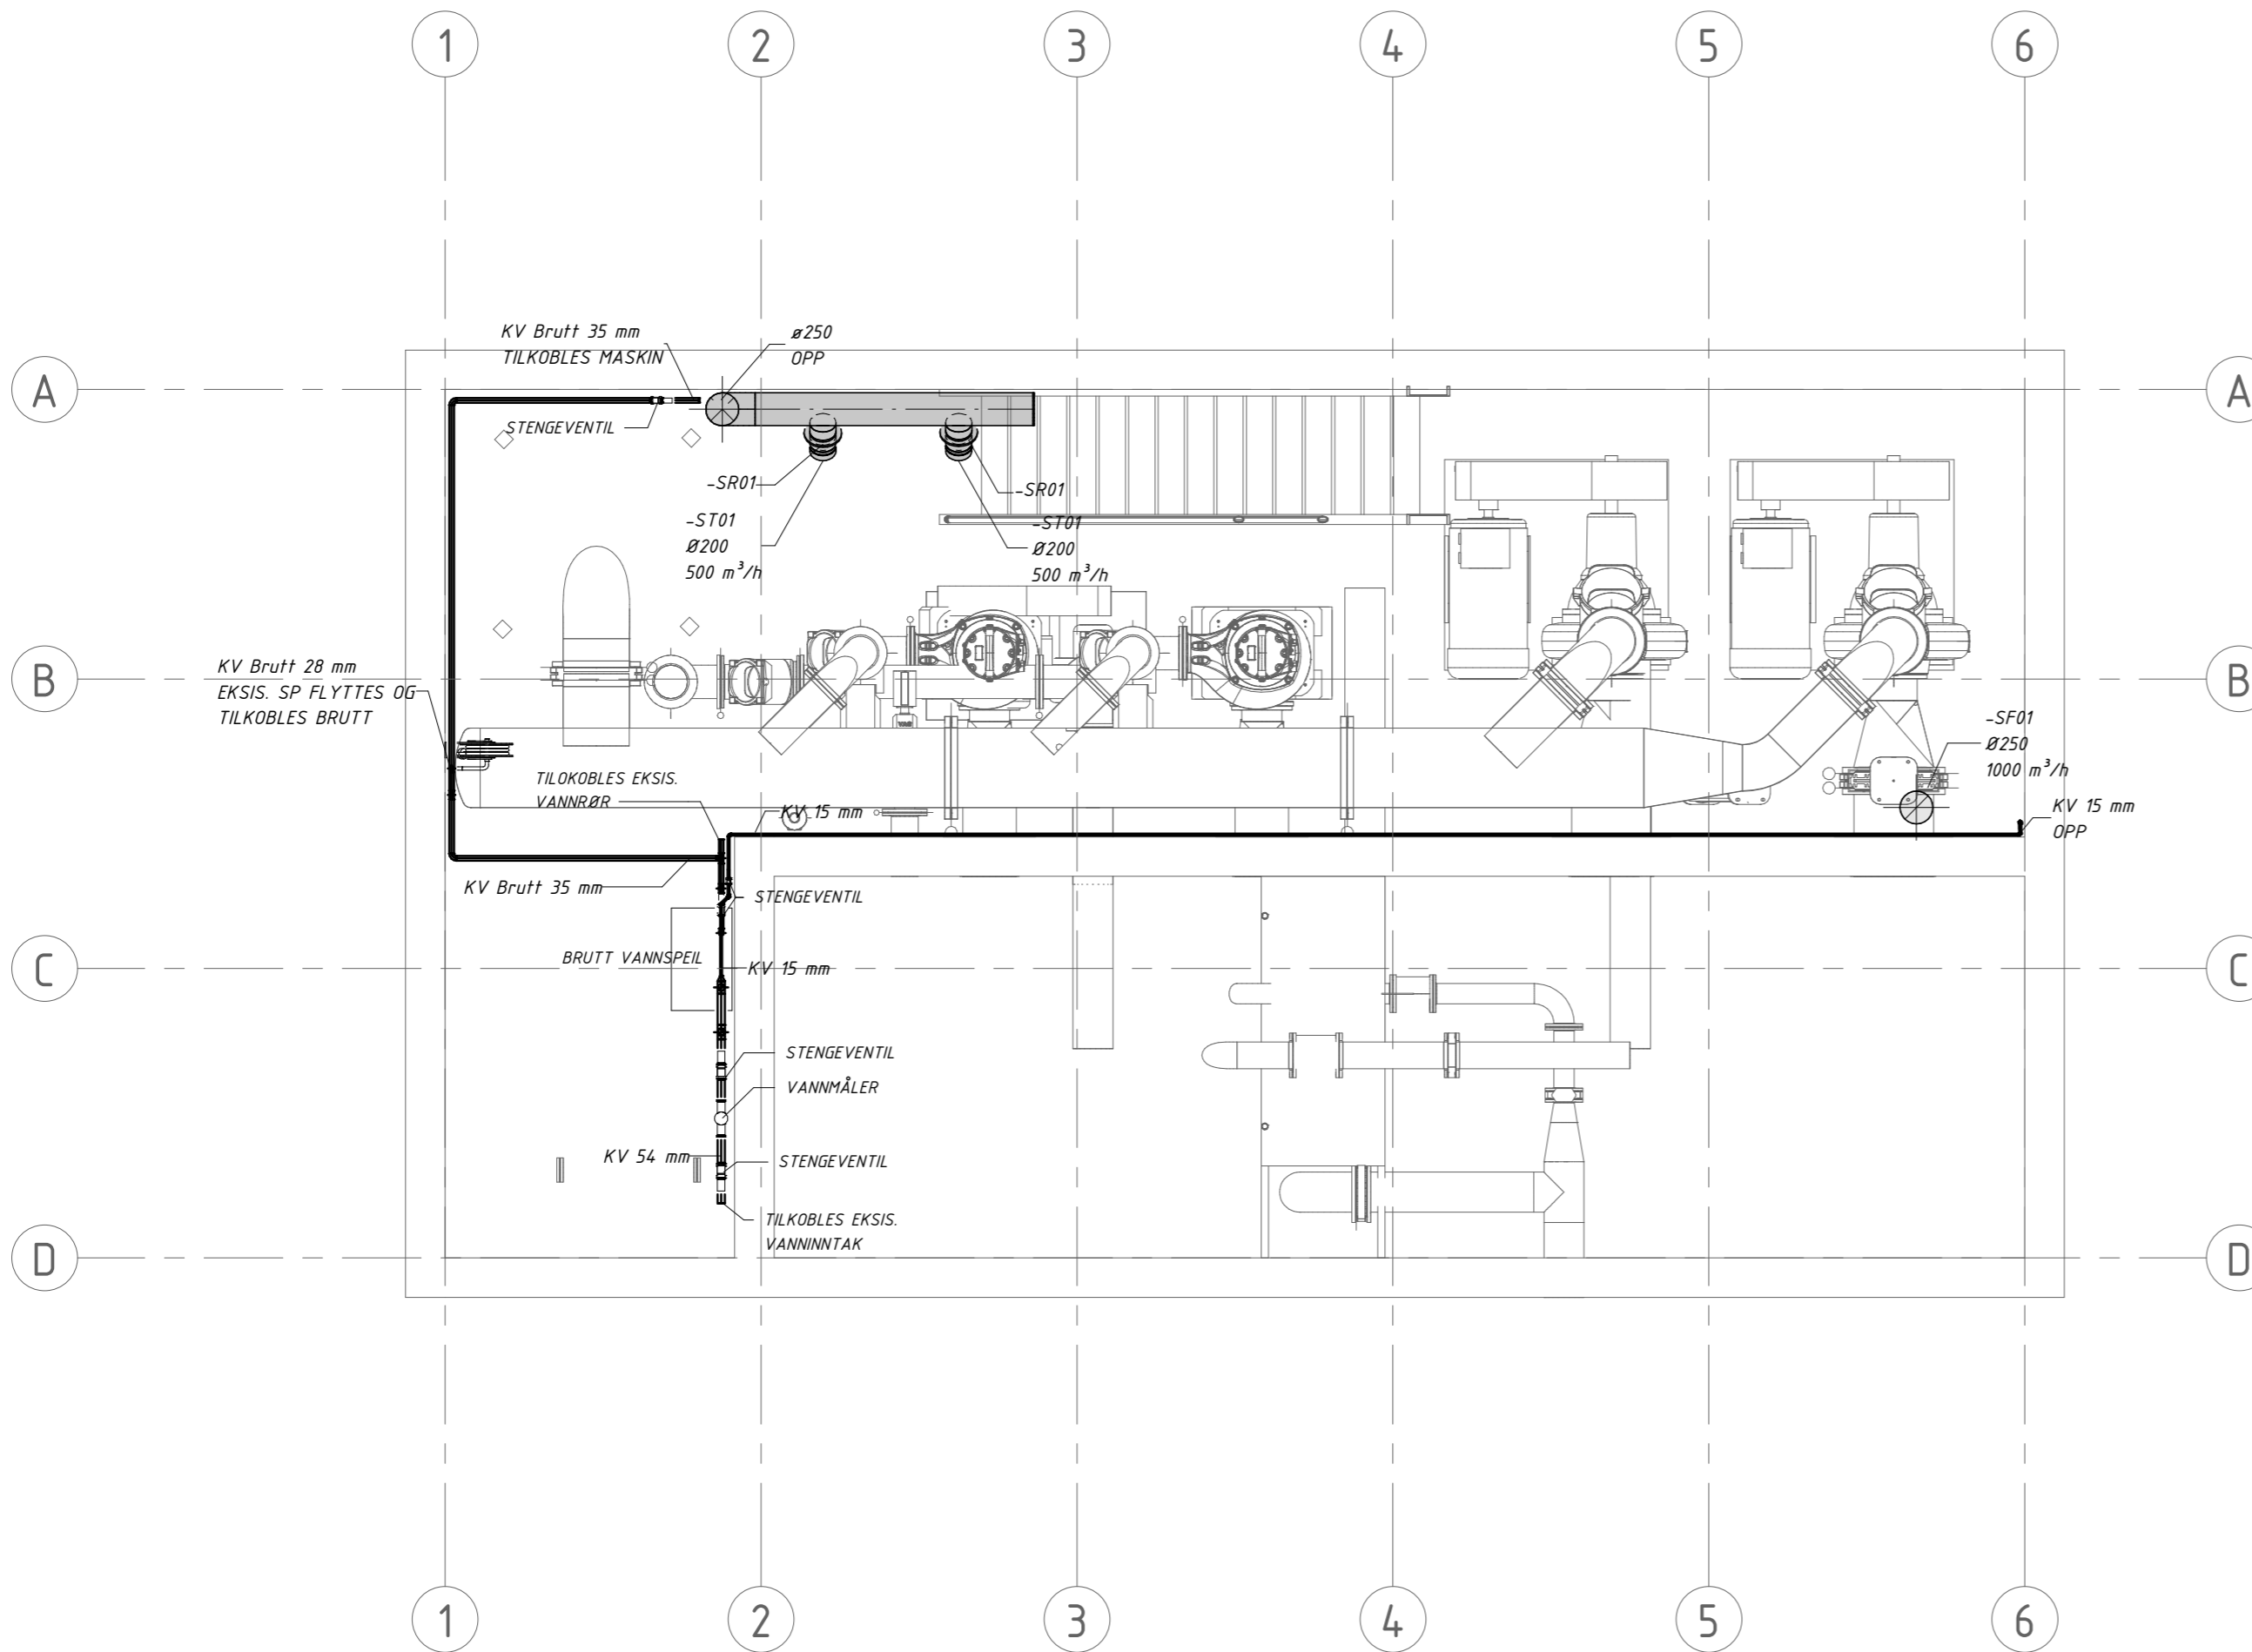 1 2 3 4 5 6
KV Brutt 35 mm
TILKOBLES MASKIN
ø250
OPP
A A
STENGEVENTIL
-SR01
-SR01
-ST01
Ø200
500 m³/h
-ST01
Ø200
500 m³/h
KV Brutt 28 mm
EKSIS. SP FLYTTES OG
TILKOBLES BRUTT
B B
VAG
-SF01
Ø250
1000 m³/h
TILOKOBLES EKSIS.
VANNRØR
KV 15 mm
KV 15 mm
OPP
KV Brutt 35 mm
STENGEVENTIL
BRUTT VANNSPEIL
KV 15 mm
C C
STENGEVENTIL
VANNMÅLER
KV 54 mm
STENGEVENTIL
TILKOBLES EKSIS.
VANNINNTAK
D D
1 2 3 4 5 6